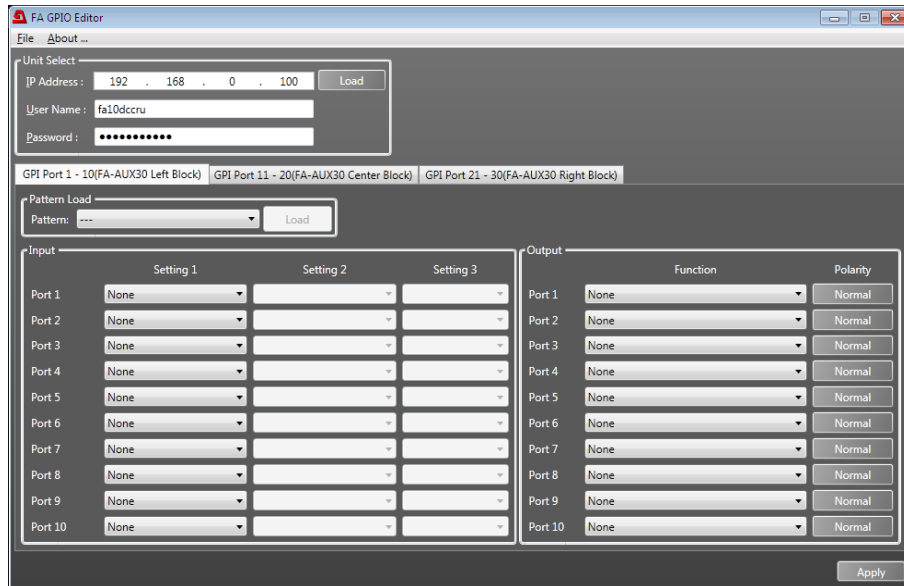 FA GPIO Editor
File About ...
Unit Select
IP Address : 192 . 168 . 0 . 100 Load
User Name : fa10dccru
Password : ●●●●●●●●●●●
GPI Port 1 - 10(FA-AUX30 Left Block) GPI Port 11 - 20(FA-AUX30 Center Block) GPI Port 21 - 30(FA-AUX30 Right Block)
Pattern Load
Pattern: --- Load
Input Output
Setting 1 Setting 2 Setting 3 Function Polarity
Port 1 None Port 1 None Normal
Port 2 None Port 2 None Normal
Port 3 None Port 3 None Normal
Port 4 None Port 4 None Normal
Port 5 None Port 5 None Normal
Port 6 None Port 6 None Normal
Port 7 None Port 7 None Normal
Port 8 None Port 8 None Normal
Port 9 None Port 9 None Normal
Port 10 None Port 10 None Normal
Apply